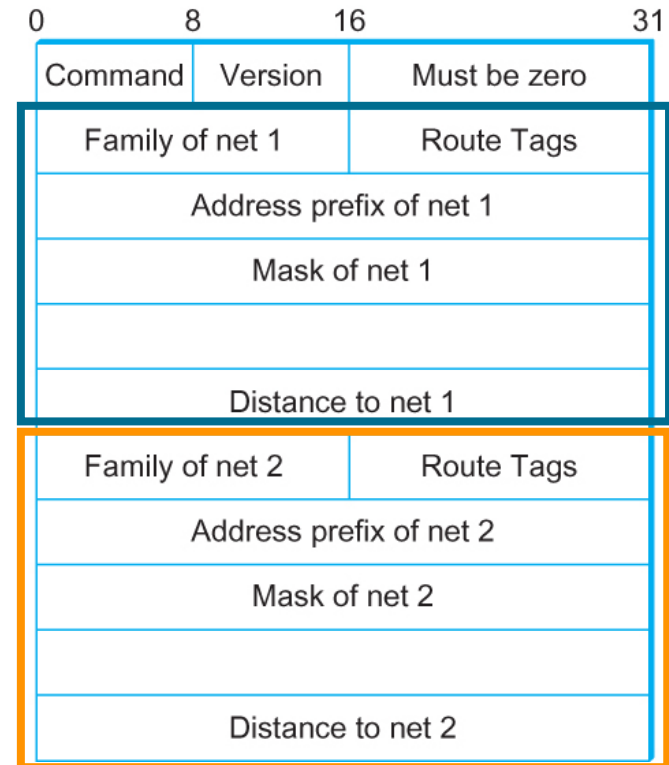 0 8 16 31
Command Version Must be zero
Family of net 1 Route Tags
Address prefix of net 1
Mask of net 1
Distance to net 1
Family of net 2 Route Tags
Address prefix of net 2
Mask of net 2
Distance to net 2